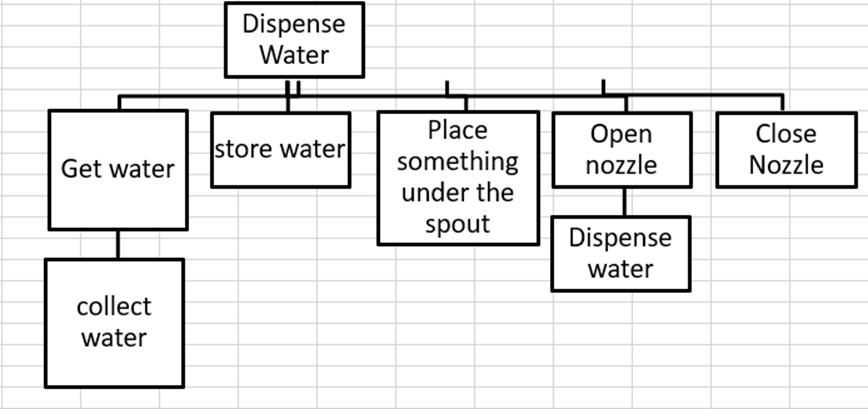 Dispense
Water
Get water
store water
Place
something
under the
spout
Open
nozzle
Close
Nozzle
collect
water
Dispense
water